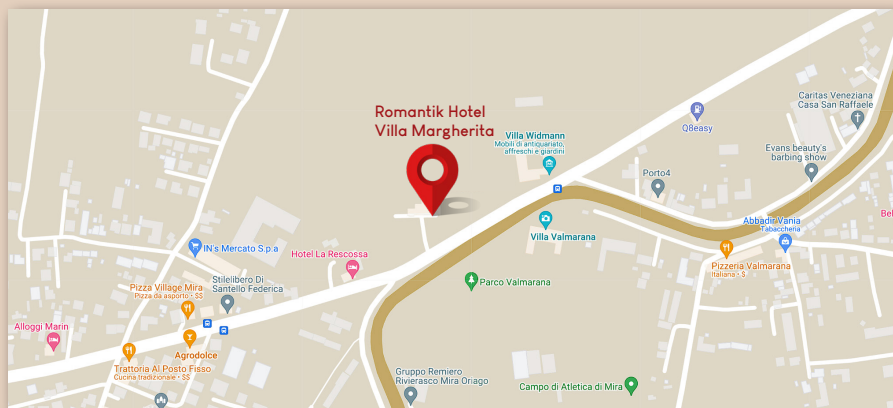 Romantik Hotel
Villa Margherita
Villa Widmann
Mobili di antiquariato,
affreschi e giardini
Q8easy
Caritas Veneziana
Casa San Raffaele
Evans beauty's
barbing show
Porto4
Abbadir Vania
Tabaccheria
Villa Valmarana
Pizzeria Valmarana
Italiana • $
IN's Mercato S.p.a
Hotel La Rescossa
Parco Valmarana
Pizza Village Mira
Pizza da asporto • $$
Stilelibero Di
Santello Federica
Alloggi Marin
Agrodolce
Trattoria Al Posto Fisso
Cucina tradizionale • $$
Gruppo Remiero
Rivierasco Mira Oriago
Campo di Atletica di Mira